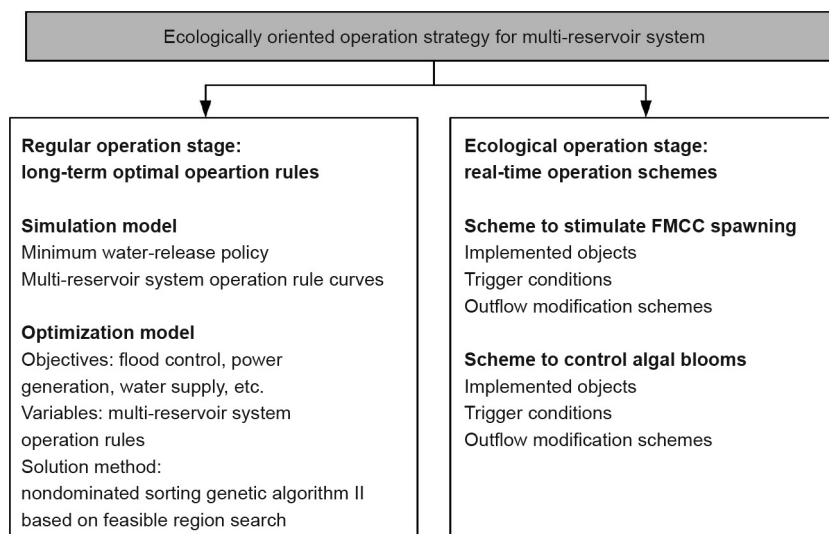 Ecologically oriented operation strategy for multi-reservoir system
Regular operation stage:
long-term optimal opeartion rules
Simulation model
Minimum water-release policy
Multi-reservoir system operation rule curves
Optimization model
Objectives: flood control, power
generation, water supply, etc.
Variables: multi-reservoir system
operation rules
Solution method:
nondominated sorting genetic algorithm II
based on feasible region search
Ecological operation stage:
real-time operation schemes
Scheme to stimulate FMCC spawning
Implemented objects
Trigger conditions
Outflow modification schemes
Scheme to control algal blooms
Implemented objects
Trigger conditions
Outflow modification schemes